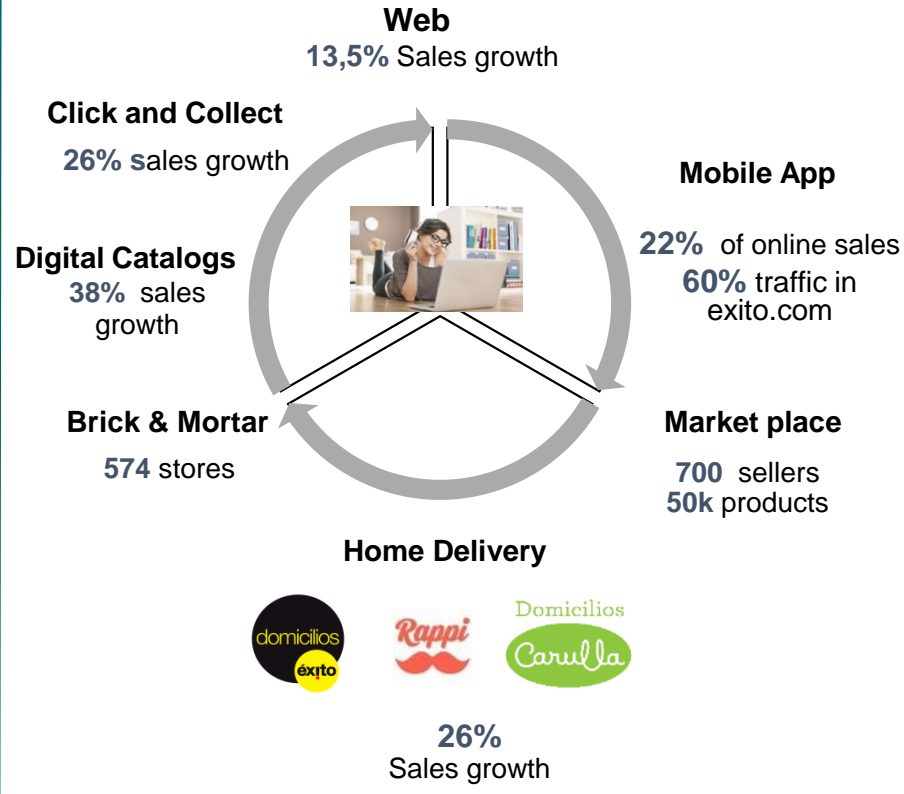 Web
13,5% Sales growth
Click and Collect
26% sales growth
Mobile App
22% of online sales
60% traffic in
exito.com
Digital Catalogs
38% sales
growth
Brick & Mortar
574 stores
Market place
700 sellers
50k products
Home Delivery
domicilios
éxito
Rappi
Domicilios
Carulla
26%
Sales growth